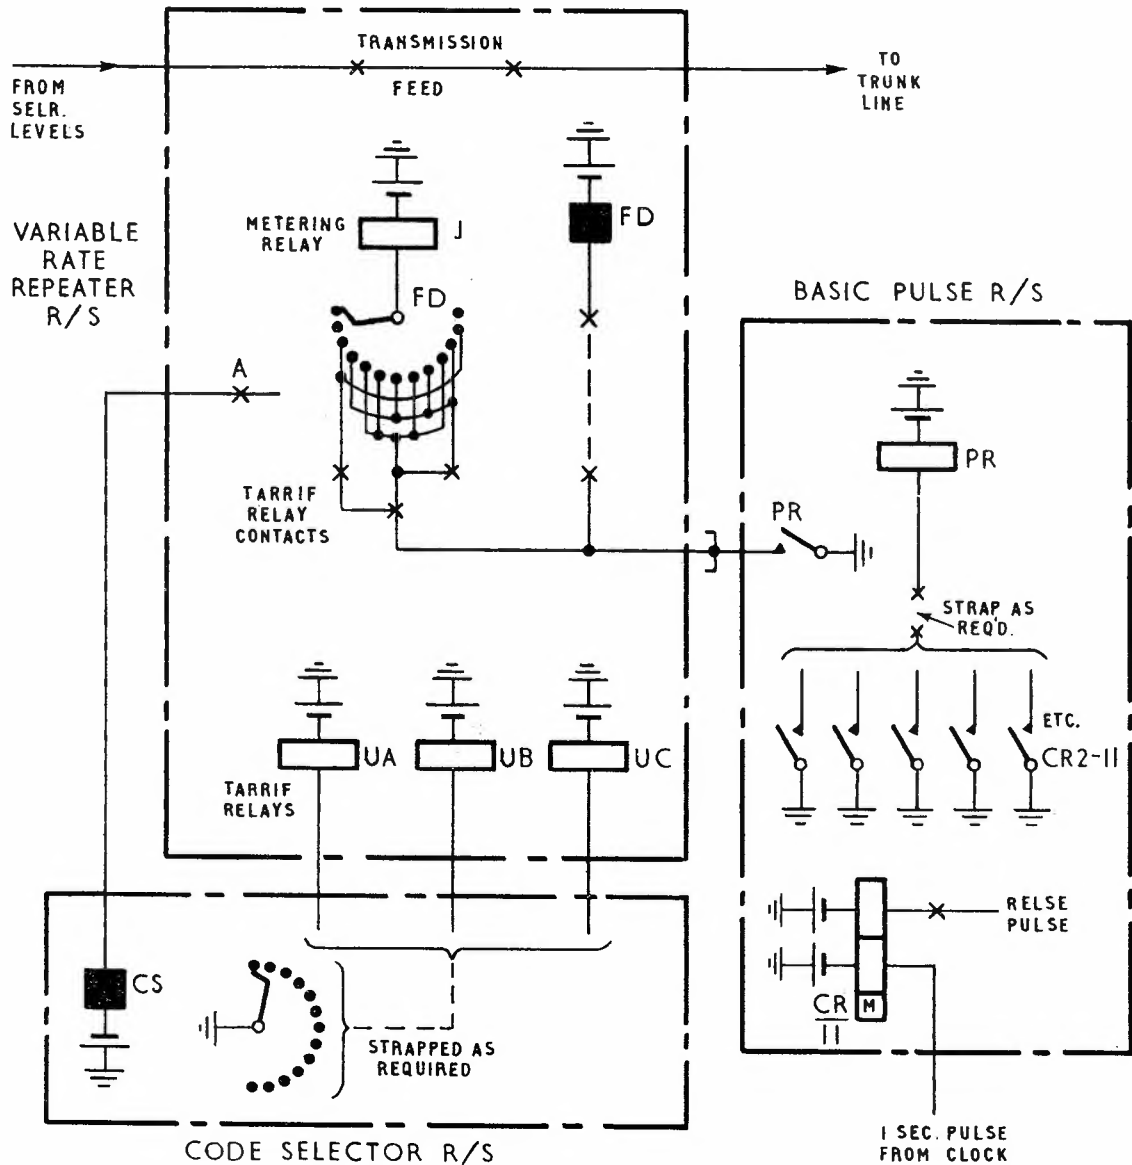 TRANSMISSION
FEED
FROM
SELR.
LEVELS
TO
TRUNK
LINE
VARIABLE
RATE
REPEATER
R/S
METERING
RELAY
J
FD
FD
A
TARRIF
RELAY
CONTACTS
BASIC PULSE R/S
PR
PR
STRAP AS
REQ'D.
ETC.
CR2-11
UA
UB
UC
TARRIF
RELAYS
RELSE
PULSE
CR
11
M
CS
STRAPPED AS
REQUIRED
CODE SELECTOR R/S
1 SEC. PULSE
FROM CLOCK